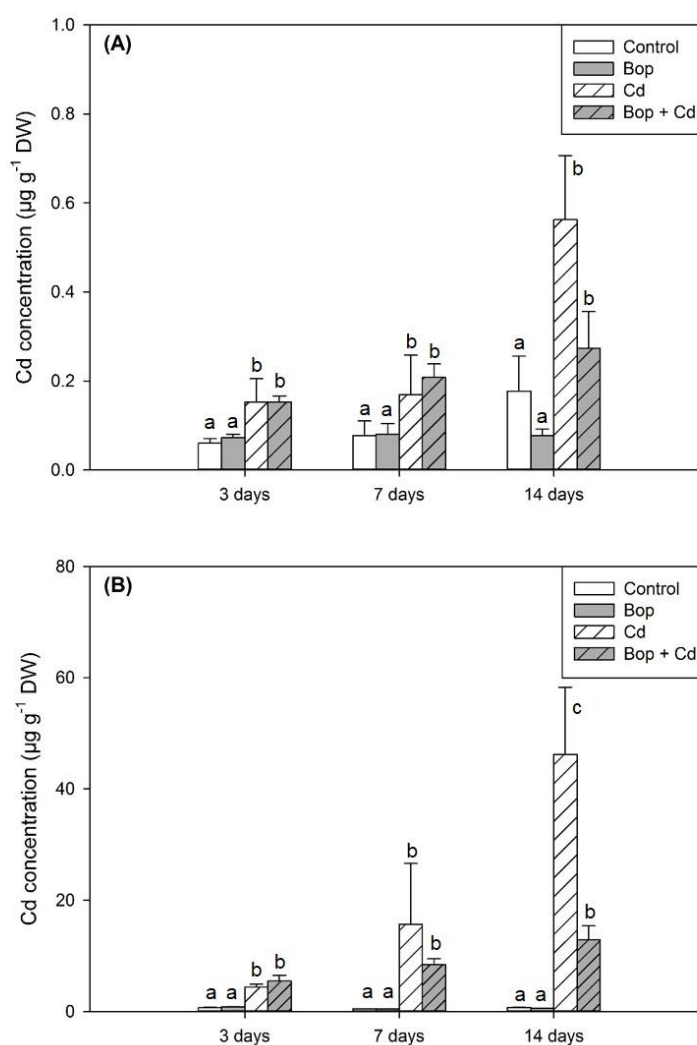 (A)
Control
Bop
Cd
Bop + Cd
Cd concentration (µg g⁻¹ DW)
1.0
0.8
0.6
0.4
0.2
0.0
a a b b
a a b b
a a b b
3 days 7 days 14 days
(B)
Control
Bop
Cd
Bop + Cd
Cd concentration (µg g⁻¹ DW)
80
60
40
20
0
a a b b
a a b b
a a c b
3 days 7 days 14 days